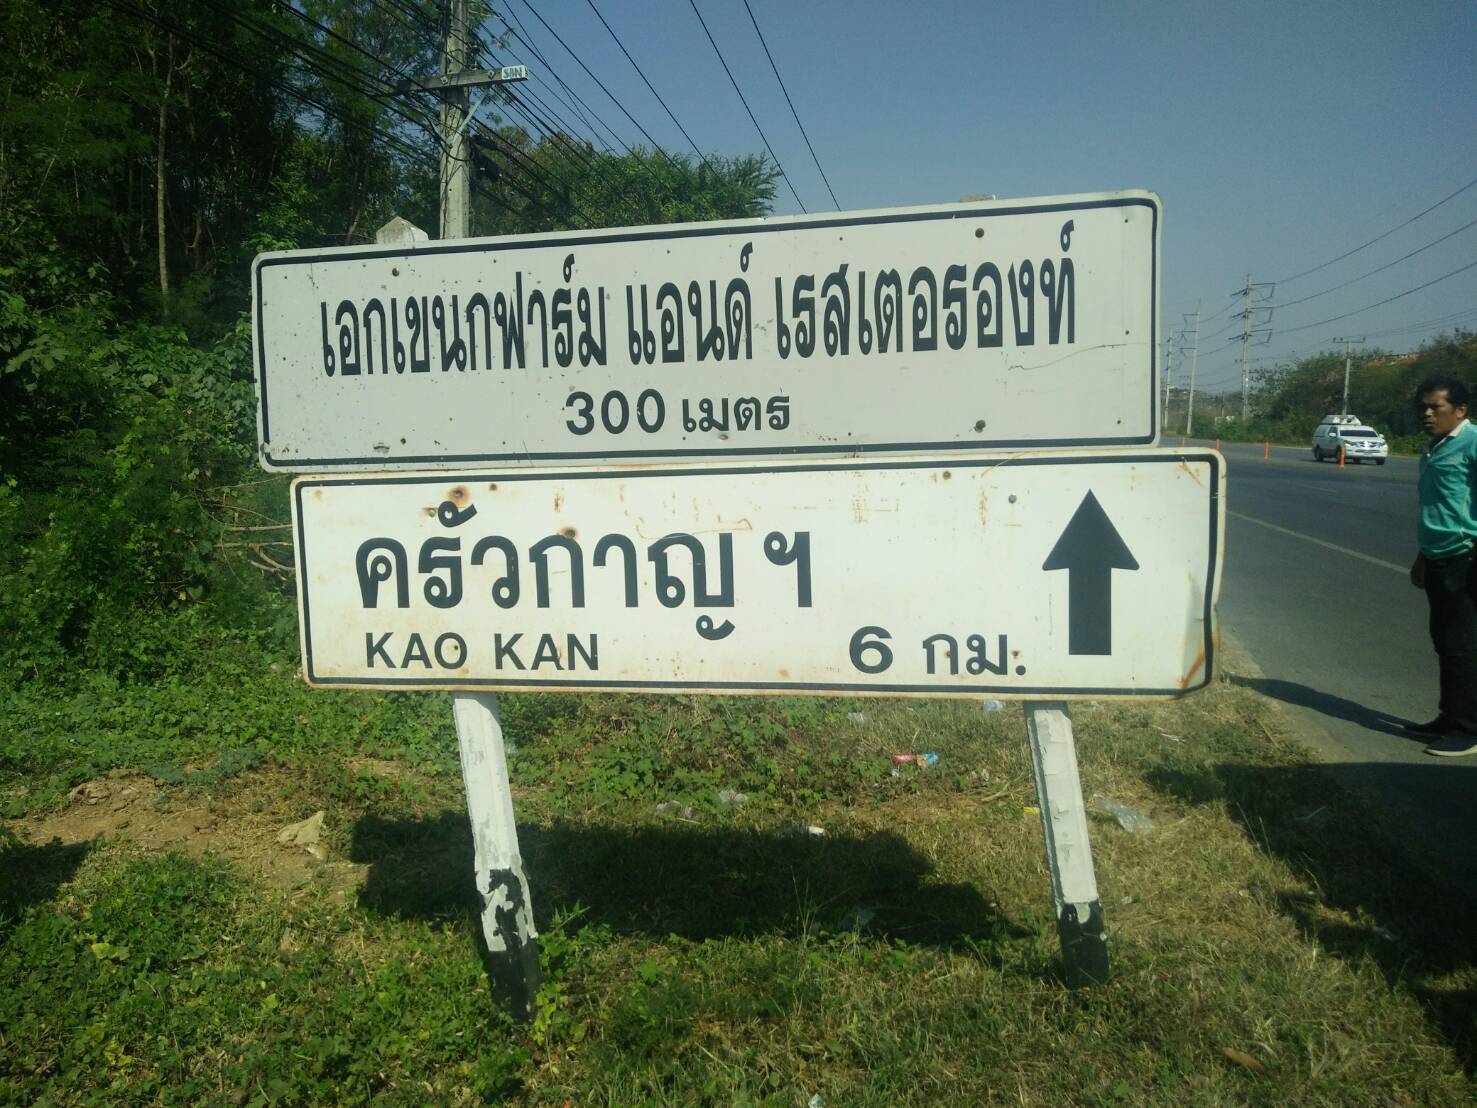 SBN
เอกเขนกฟาร์ม แอนด์ เรสเตอรองท์
300 เมตร
ครัวกาญ ฯ
KAO KAN 6 กม.